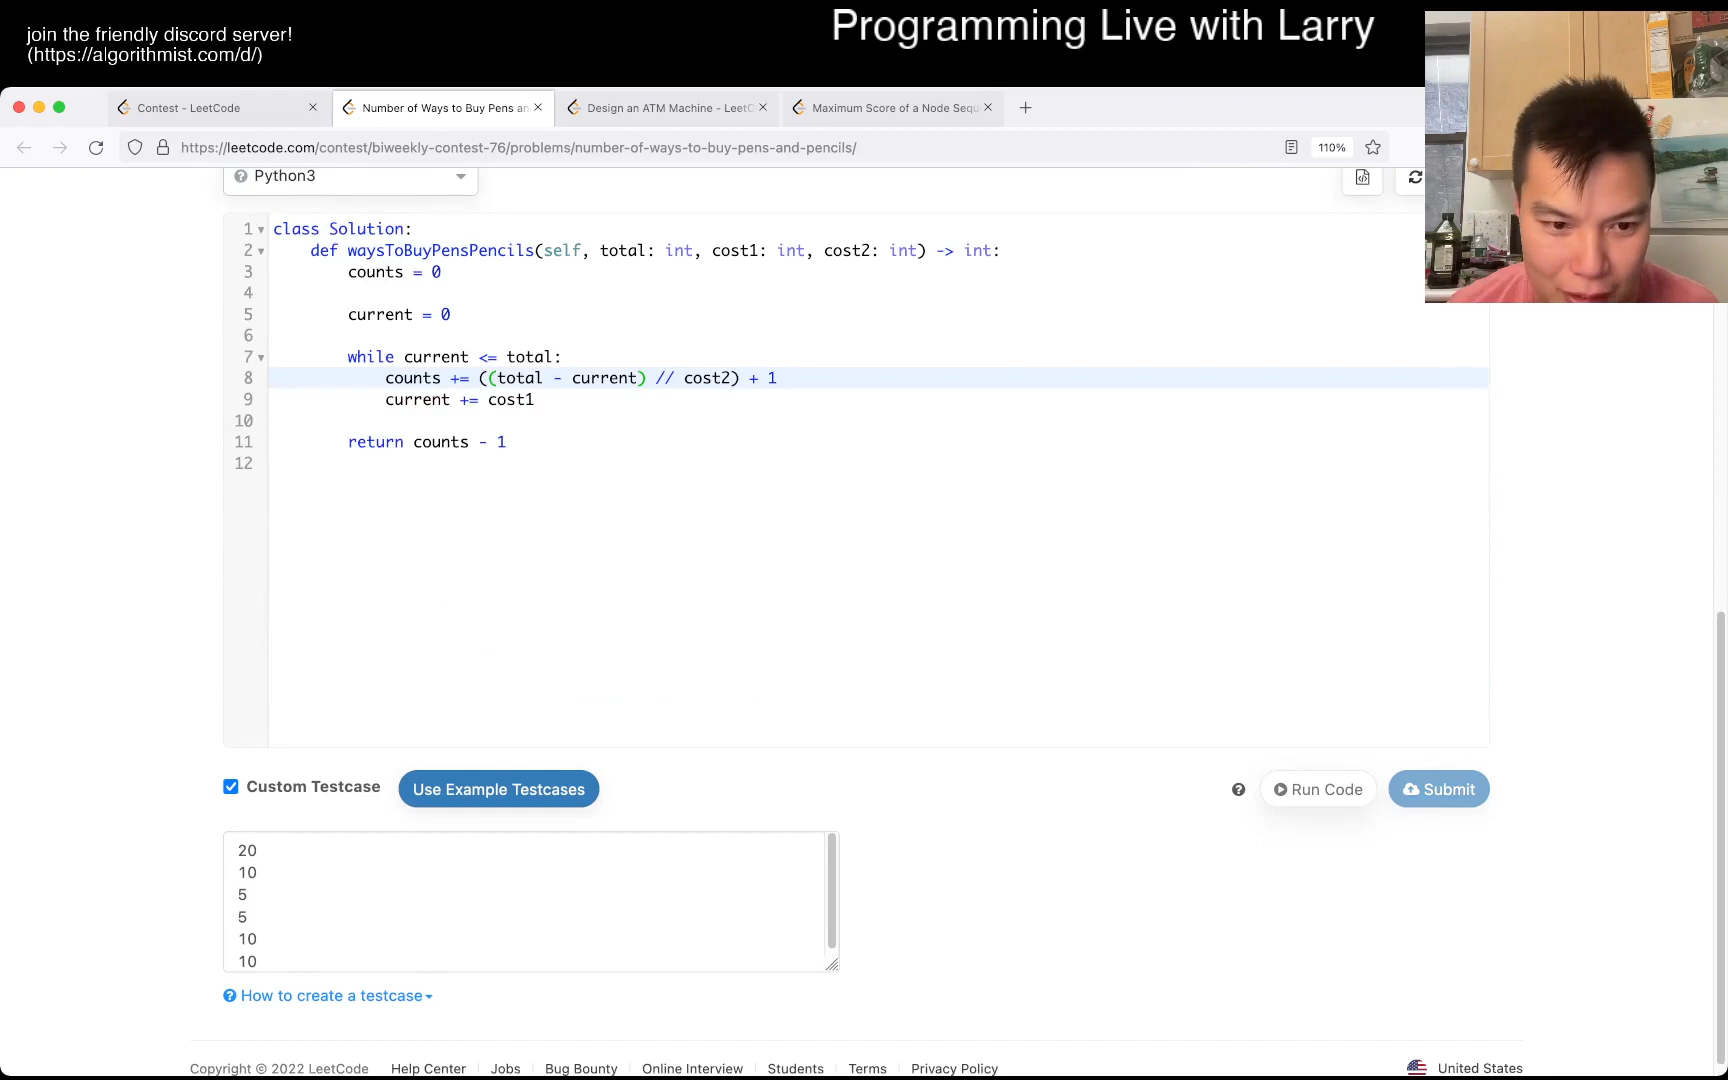 join the friendly discord server!
(https://algorithmist.com/d/)
Programming Live with Larry
Contest - LeetCode
Number of Ways to Buy Pens an
Design an ATM Machine - LeetC
Maximum Score of a Node Sequ
https://leetcode.com/contest/biweekly-contest-76/problems/number-of-ways-to-buy-pens-and-pencils/
110%
Python3
1 class Solution:
2 def waysToBuyPensPencils(self, total: int, cost1: int, cost2: int) -> int:
3 counts = 0
4
5 current = 0
6
7 while current <= total:
8 counts += ((total - current) // cost2) + 1
9 current += cost1
10
11 return counts - 1
12
Custom Testcase
Use Example Testcases
Run Code
Submit
20
10
5
5
10
10
How to create a testcase
Copyright © 2022 LeetCode
Help Center
Jobs
Bug Bounty
Online Interview
Students
Terms
Privacy Policy
United States